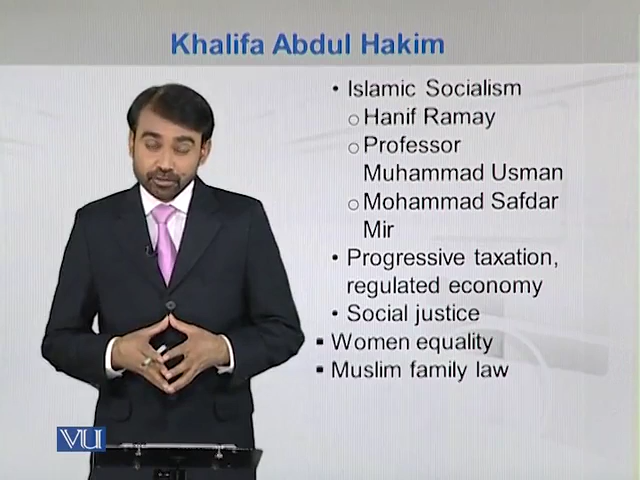 Khalifa Abdul Hakim
• Islamic Socialism
○ Hanif Ramay
○ Professor
Muhammad Usman
○ Mohammad Safdar
Mir
• Progressive taxation,
regulated economy
• Social justice
▪ Women equality
▪ Muslim family law
VU